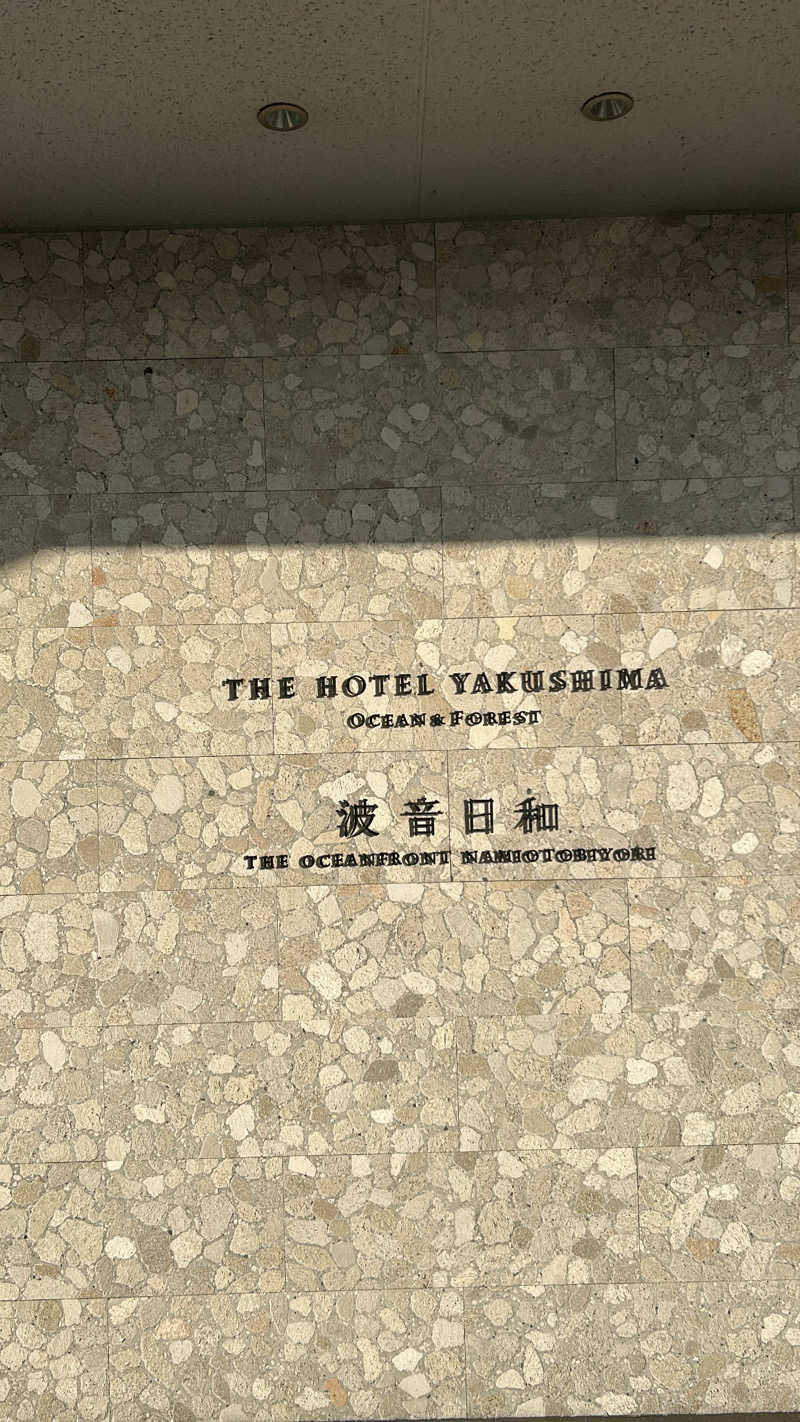 THE HOTEL YAKUSHIMA
OCEAN & FOREST
波音日和
THE OCEANFRONT NAMIOTOBIYORI